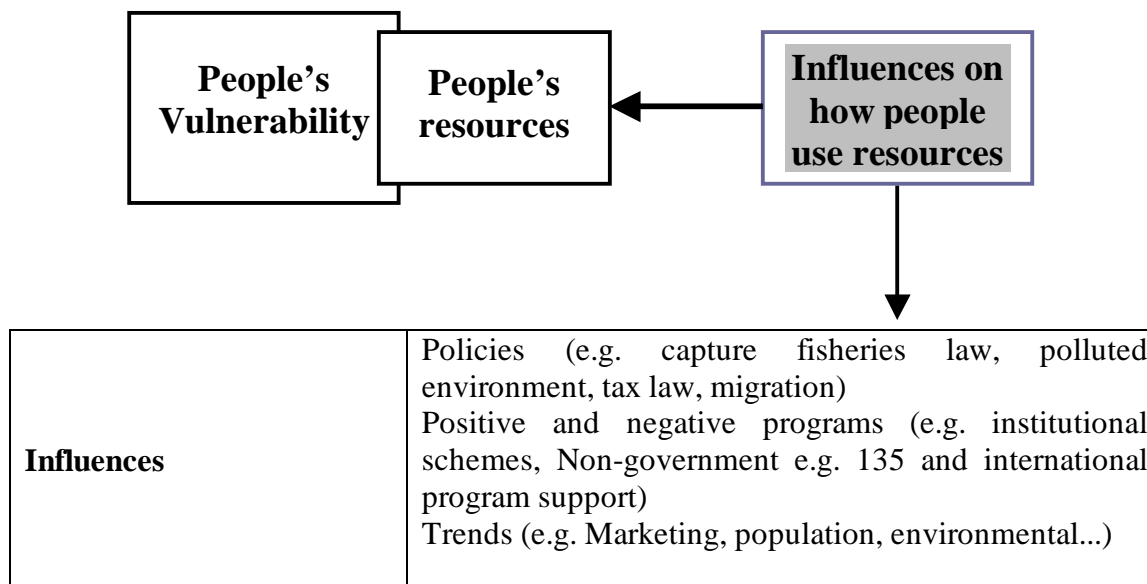 People’s
Vulnerability
People’s
resources
Influences on
how people
use resources
Influences
Policies (e.g. capture fisheries law, polluted
environment, tax law, migration)
Positive and negative programs (e.g. institutional
schemes, Non-government e.g. 135 and international
program support)
Trends (e.g. Marketing, population, environmental...)